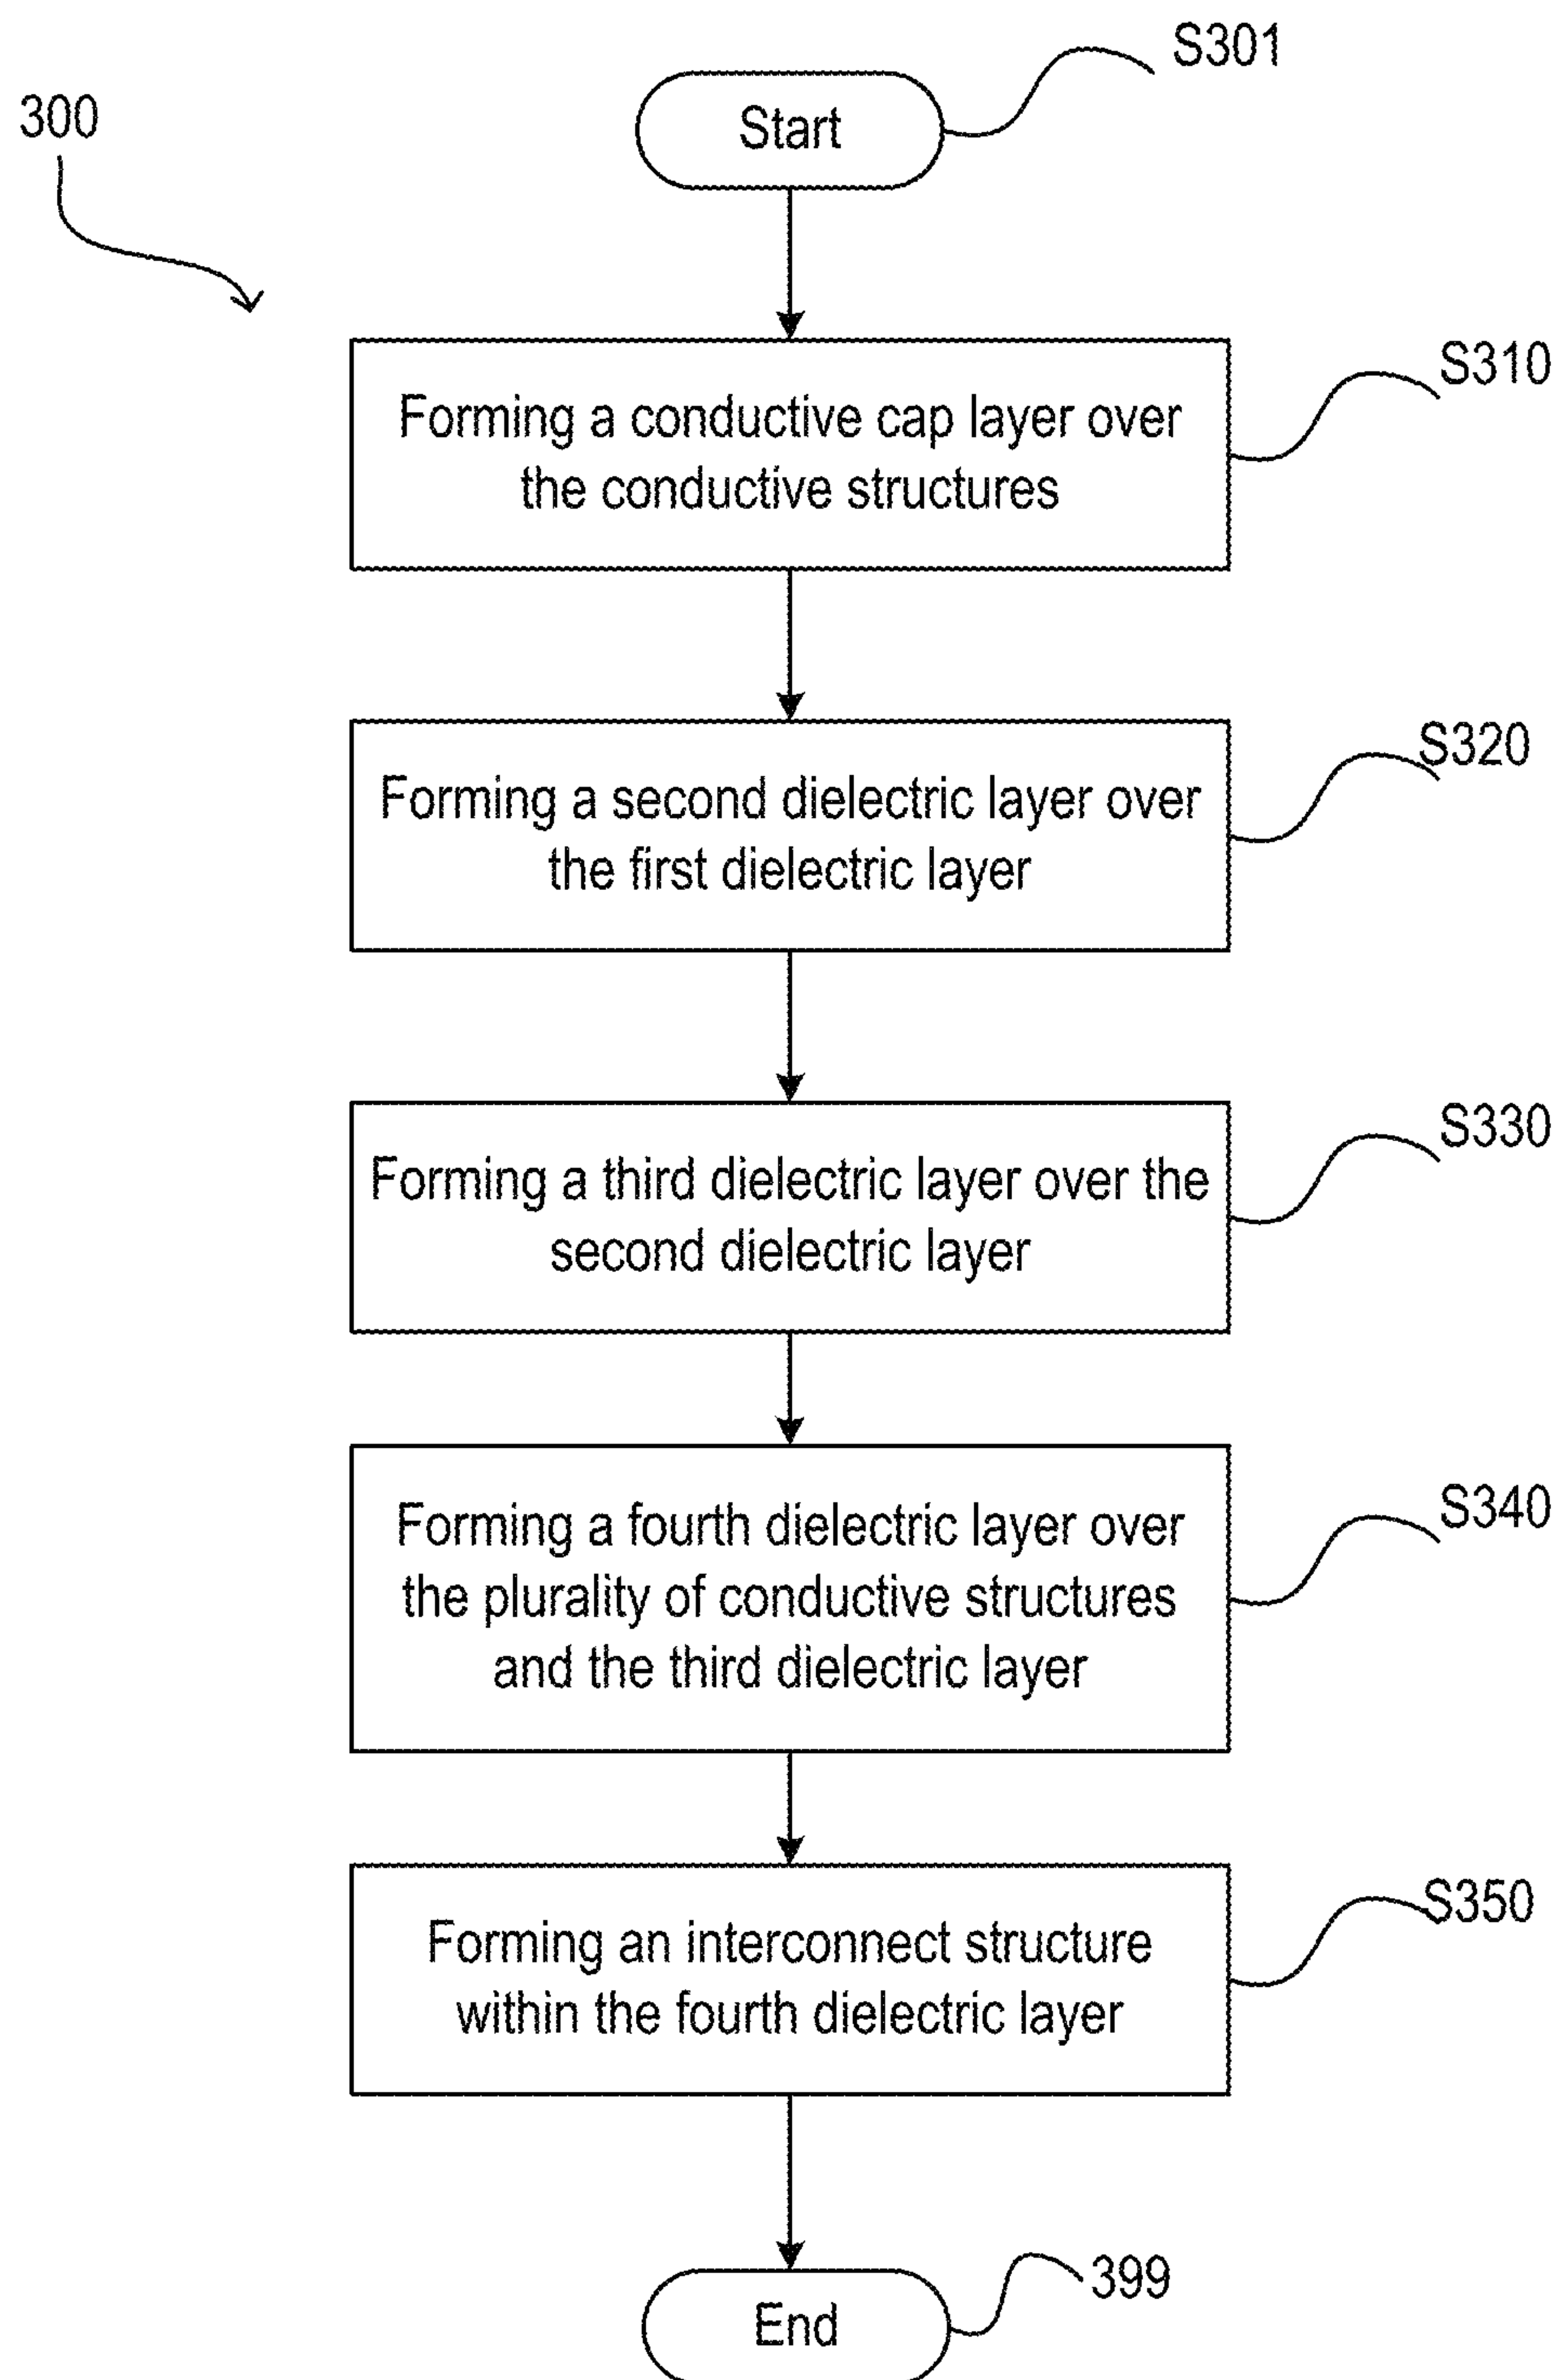 S301
Start
300
S310
Forming a conductive cap layer over
the conductive structures
S320
Forming a second dielectric layer over
the first dielectric layer
S330
Forming a third dielectric layer over the
second dielectric layer
S340
Forming a fourth dielectric layer over
the plurality of conductive structures
and the third dielectric layer
S350
Forming an interconnect structure
within the fourth dielectric layer
399
End